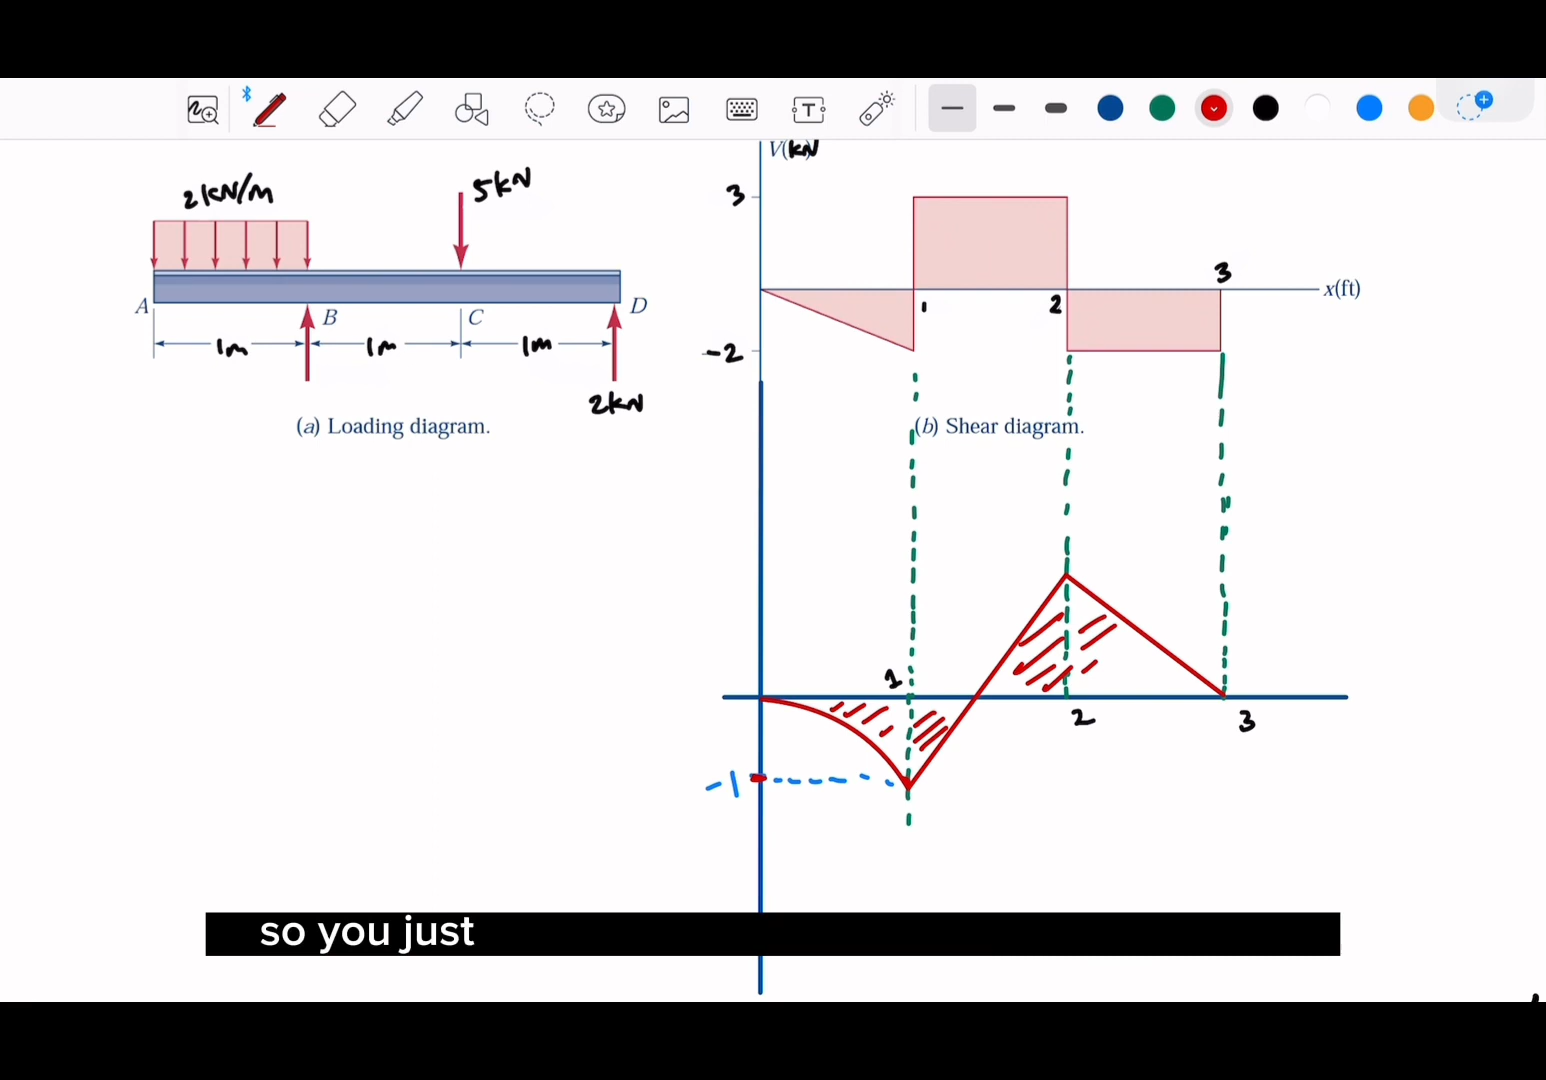 V(kN)
2kN/m
5kN
3
A
B
C
D
1m
1m
1m
2kN
(a) Loading diagram.
1
2
3
x(ft)
-2
(b) Shear diagram.
1
2
3
-1
so you just